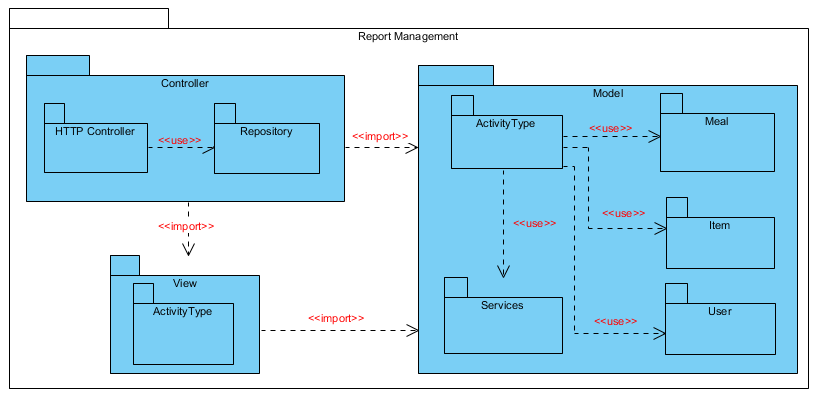 Report Management
Controller
HTTP Controller
<<use>>
Repository
<<import>>
<<import>>
View
ActivityType
<<import>>
Model
ActivityType
<<use>>
Meal
<<use>>
Item
<<use>>
Services
<<use>>
User